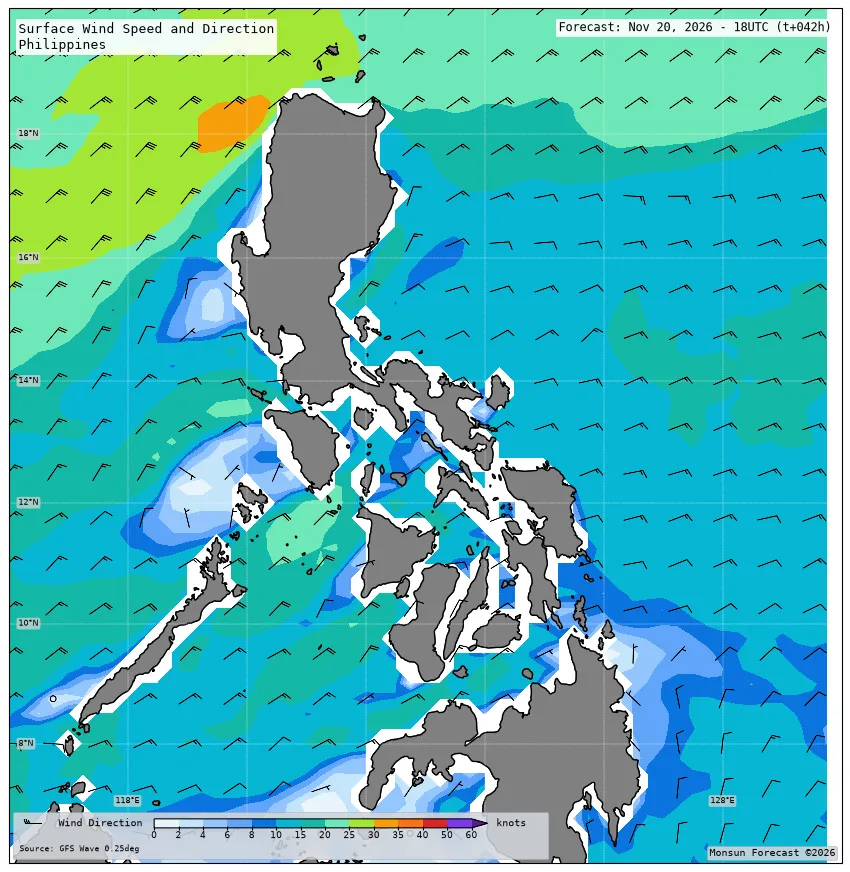 Surface Wind Speed and Direction
Philippines
Forecast: Nov 20, 2026 - 18UTC (t+042h)
18°N
16°N
14°N
12°N
10°N
8°N
118°E
128°E
Wind Direction
0 2 4 6 8 10 15 20 25 30 35 40 50 60
knots
Source: GFS Wave 0.25deg
Monsun Forecast ©2026